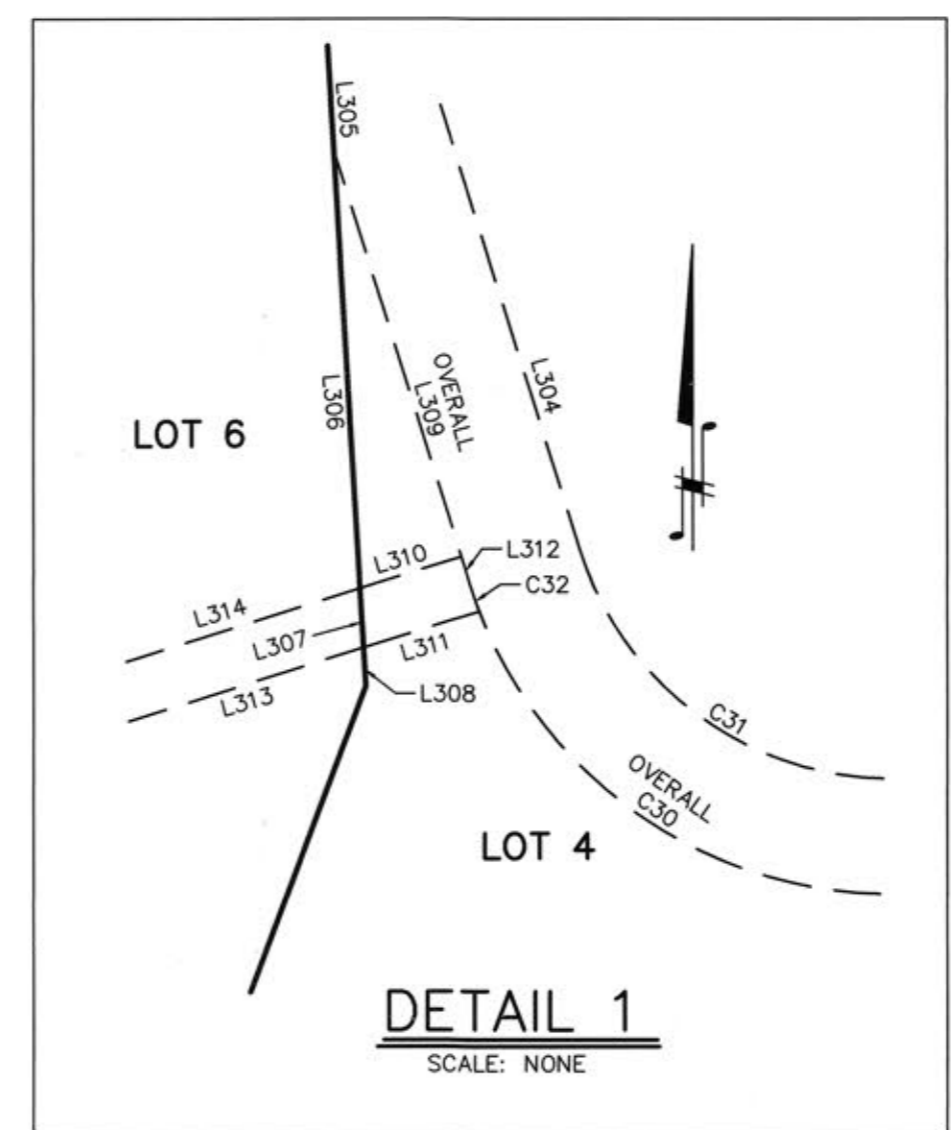 L305
OVERALL
L309
L304
L306
LOT 6
L310
L312
C32
L314
L307
L311
L308
L313
C31
OVERALL
C30
LOT 4
DETAIL 1
SCALE: NONE